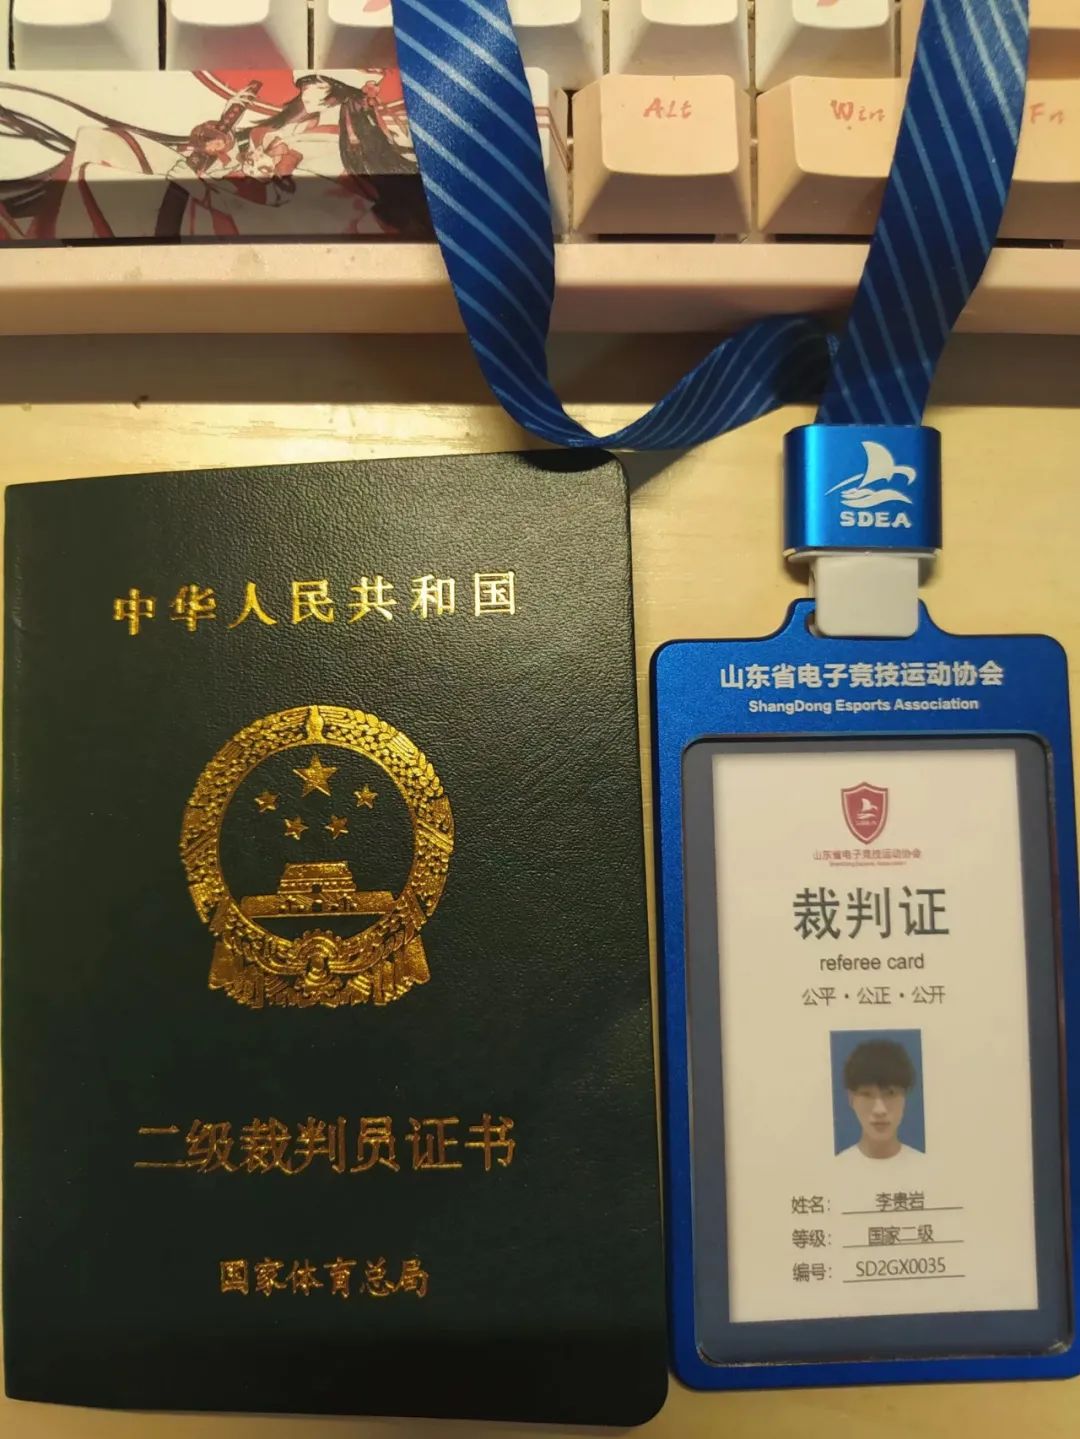 Alt
Win
Fn
SDEA
中华人民共和国
二级裁判员证书
国家体育总局
山东省电子竞技运动协会
ShangDong Esports Association
山东省电子竞技运动协会
裁判证
referee card
公平·公正·公开
姓名: 李贵岩
等级: 国家二级
编号: SD2GX0035